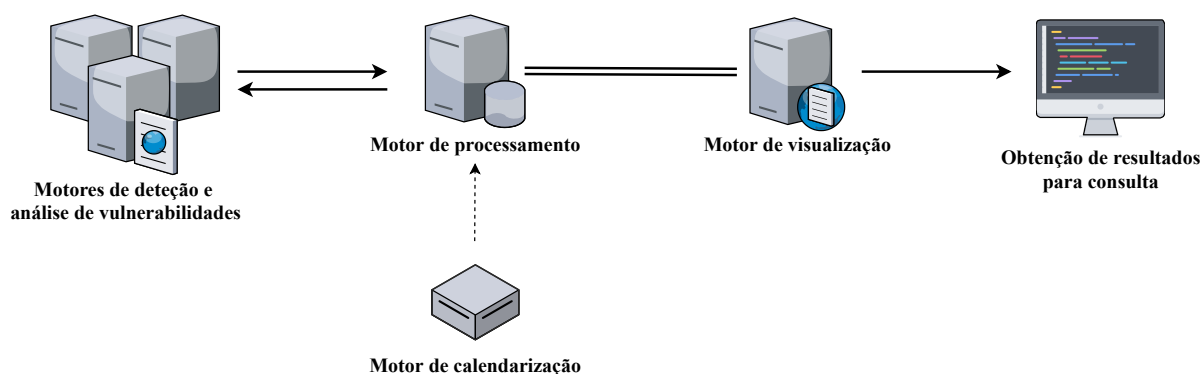 Motor de processamento
Motor de visualização
Obtenção de resultados
para consulta
Motores de deteção e
análise de vulnerabilidades
Motor de calendarização